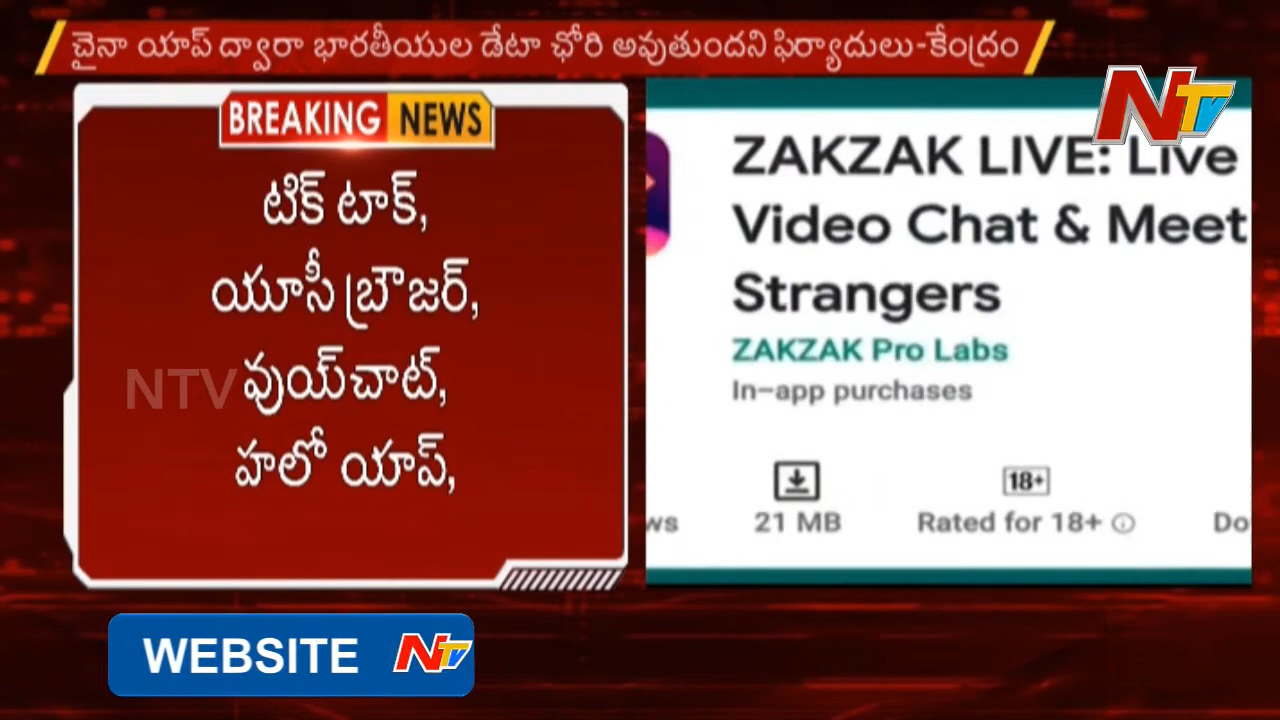 చైనా యాప్ ద్వారా భారతీయుల డేటా ఛోరి అవుతుందని ఫిర్యాదులు-కేంద్రం
NTV
BREAKING NEWS
టిక్ టాక్,
యూసీ బ్రౌజర్,
NTV
వుయ్‌చాట్,
హలో యాప్,
ZAKZAK LIVE: Live
Video Chat & Meet
Strangers
ZAKZAK Pro Labs
In-app purchases
18+
ws
21 MB
Rated for 18+
Do
WEBSITE NTV